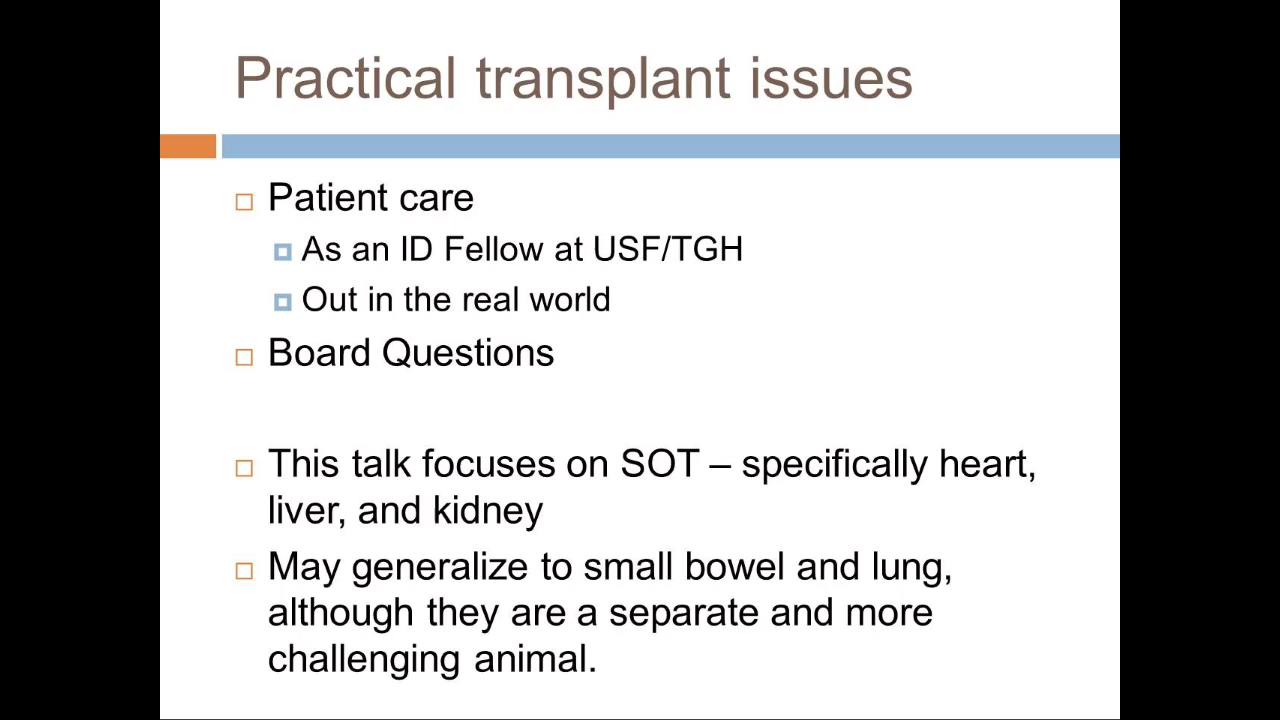 Practical transplant issues
Patient care
As an ID Fellow at USF/TGH
Out in the real world
Board Questions
This talk focuses on SOT – specifically heart,
liver, and kidney
May generalize to small bowel and lung,
although they are a separate and more
challenging animal.